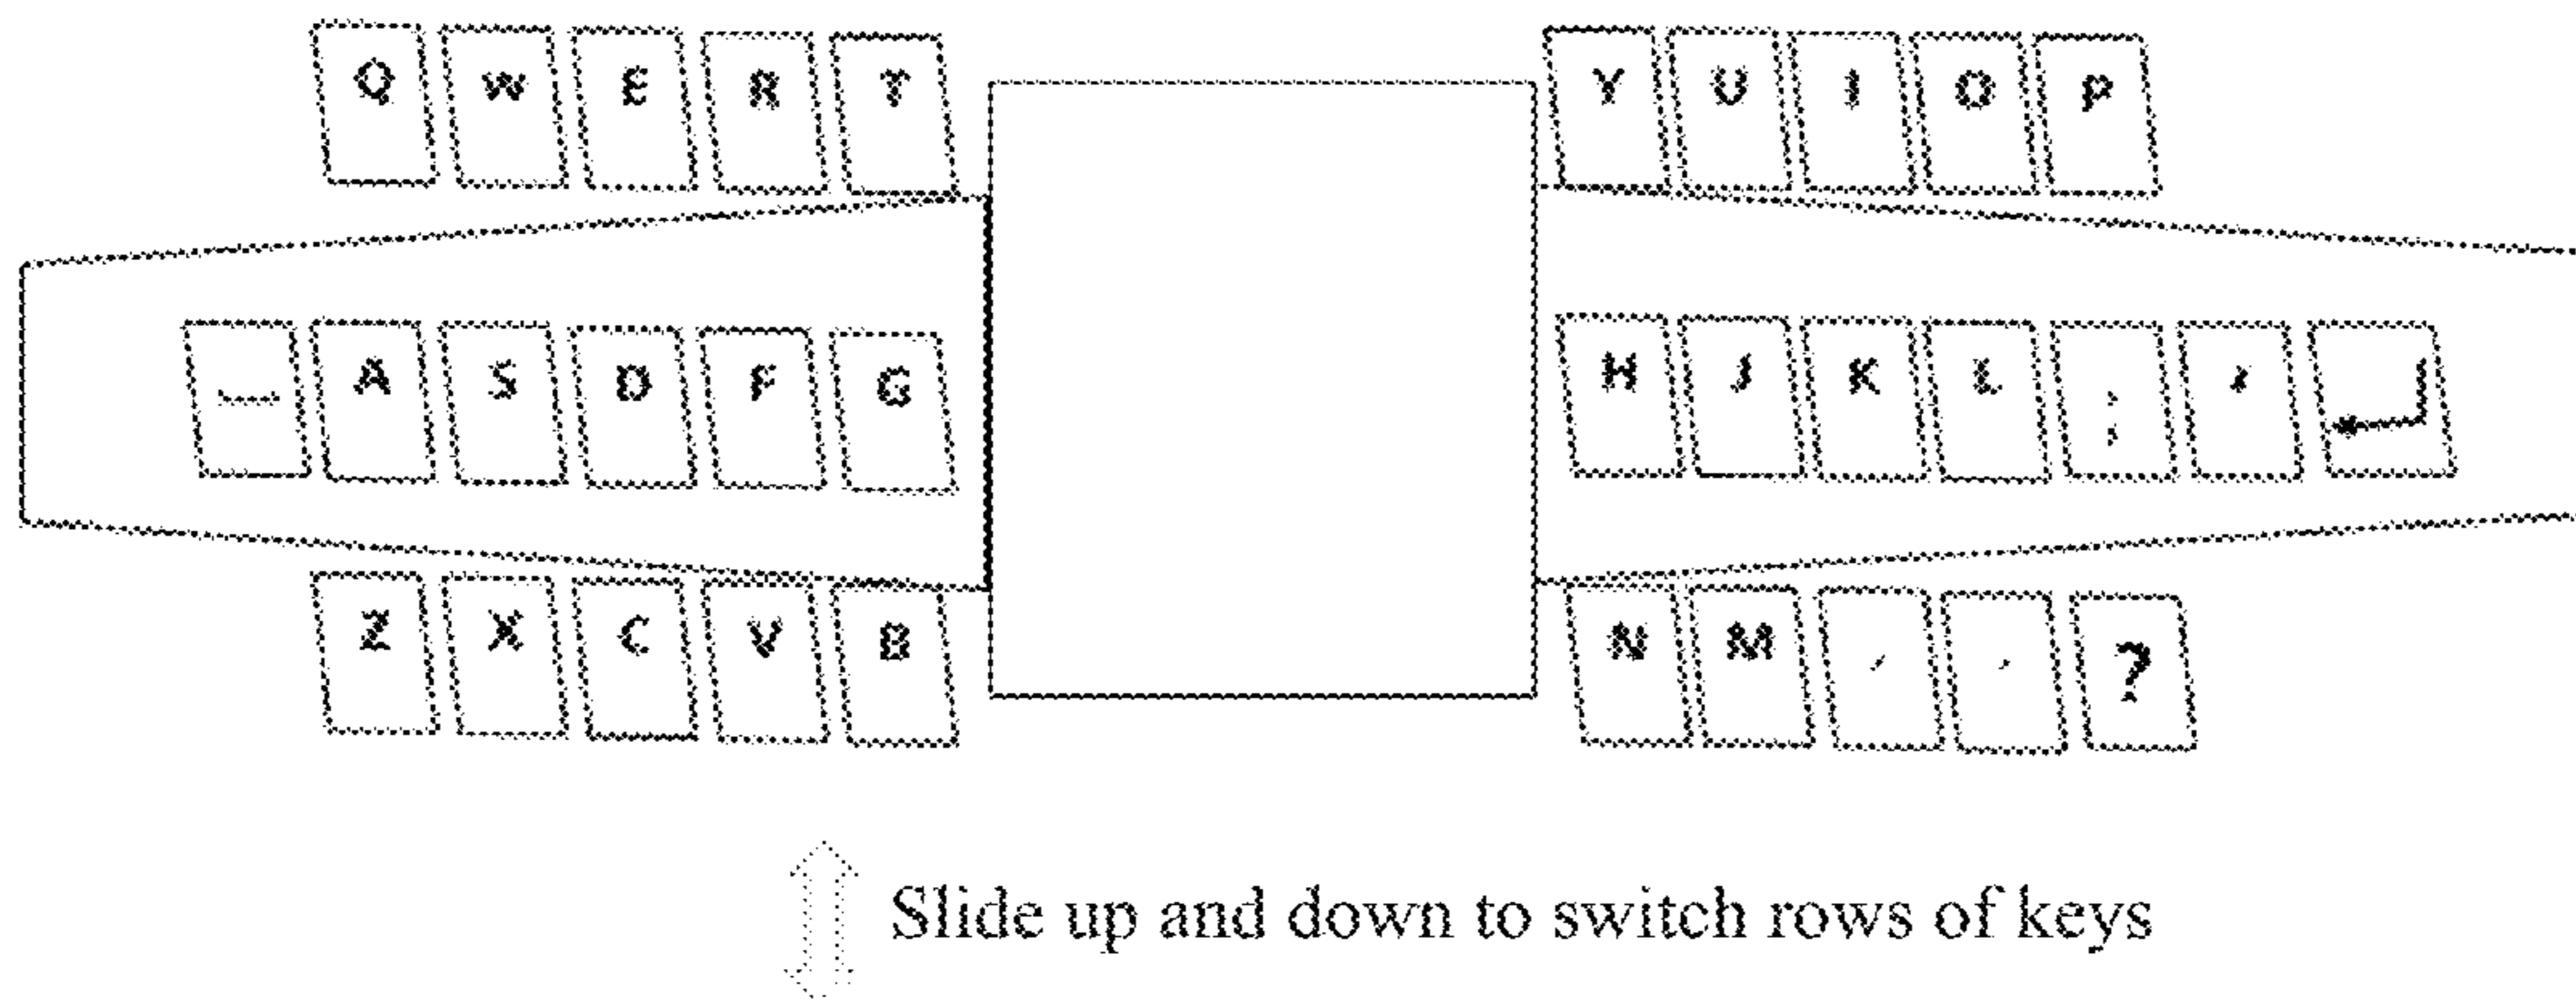 Q W E R T Y U I O P
A S D F G H J K L ;
Z X C V B N M ?
Slide up and down to switch rows of keys